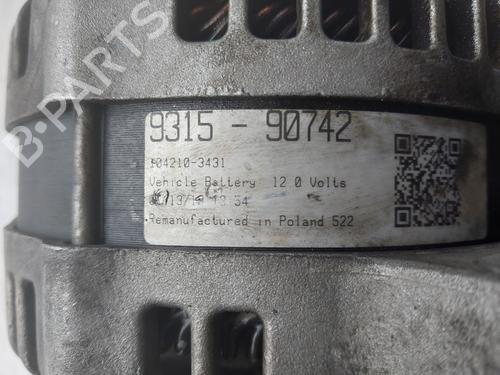 9315 - 90742
104210-3431
Vehicle Battery 12.0 Volts
Remanufactured in Poland 522
B-PARTS